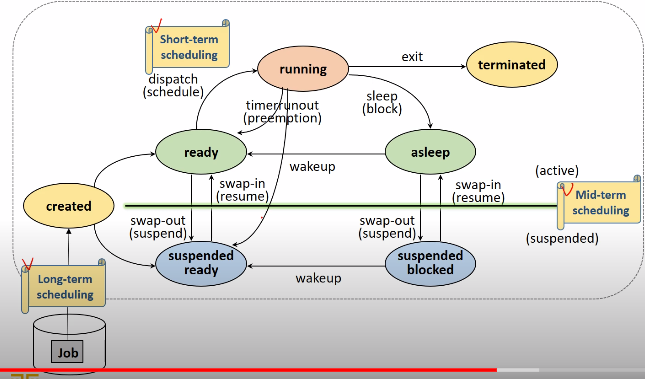 Short-term
scheduling
dispatch
(schedule)
running
exit
terminated
timerrunout
(preemption)
sleep
(block)
ready
wakeup
asleep
created
swap-in
(resume)
swap-in
(resume)
(active)
Mid-term
scheduling
(suspended)
swap-out
(suspend)
swap-out
(suspend)
suspended
ready
wakeup
suspended
blocked
Long-term
scheduling
Job